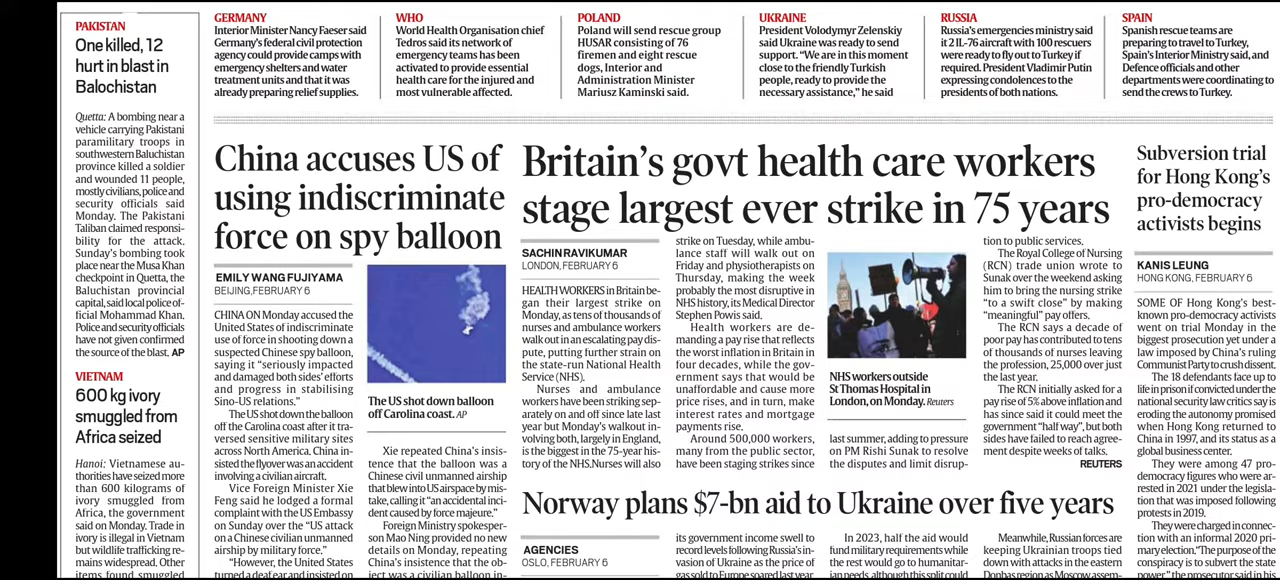 PAKISTAN
One killed, 12
hurt in blast in
Balochistan
Quetta: A bombing near a
vehicle carrying Pakistani
paramilitary troops in
southwestern Baluchistan
province killed a soldier
and wounded 11 people,
mostly civilians, police and
security officials said
Monday. The Pakistani
Taliban claimed responsi-
bility for the attack.
Sunday's bombing took
place near the Musa Khan
checkpoint in Quetta, the
Baluchistan provincial
capital, said local police of-
ficial Mohammad Khan.
Police and security officials
have not given confirmed
the source of the blast. AP
VIETNAM
600 kg ivory
smuggled from
Africa seized
Hanoi: Vietnamese au-
thorities have seized more
than 600 kilograms of
ivory smuggled from
Africa, the government
said on Monday. Trade in
ivory is illegal in Vietnam
but wildlife trafficking re-
mains widespread. Other
items found smuggled
GERMANY
Interior Minister Nancy Faeser said
Germany's federal civil protection
agency could provide camps with
emergency shelters and water
treatment units and that it was
already preparing relief supplies.
WHO
World Health Organisation chief
Tedros said its network of
emergency teams has been
activated to provide essential
health care for the injured and
most vulnerable affected.
POLAND
Poland will send rescue group
HUSAR consisting of 76
firemen and eight rescue
dogs, Interior and
Administration Minister
Mariusz Kaminski said.
UKRAINE
President Volodymyr Zelenskiy
said Ukraine was ready to send
support. “We are in this moment
close to the friendly Turkish
people, ready to provide the
necessary assistance,” he said
RUSSIA
Russia's emergencies ministry said
it 2 IL-76 aircraft with 100 rescuers
were ready to fly out to Turkey if
required. President Vladimir Putin
expressing condolences to the
presidents of both nations.
SPAIN
Spanish rescue teams are
preparing to travel to Turkey,
Spain's Interior Ministry said, and
Defence officials and other
departments were coordinating to
send the crews to Turkey.
China accuses US of
using indiscriminate
force on spy balloon
EMILY WANG FUJIYAMA
BEIJING, FEBRUARY 6
CHINA ON Monday accused the
United States of indiscriminate
use of force in shooting down a
suspected Chinese spy balloon,
saying it “seriously impacted
and damaged both sides' efforts
and progress in stabilising
Sino-US relations.”
The US shot down the balloon
off the Carolina coast after it tra-
versed sensitive military sites
across North America. China in-
sisted the flyover was an accident
involving a civilian aircraft.
Vice Foreign Minister Xie
Feng said he lodged a formal
complaint with the US Embassy
on Sunday over the “US attack
on a Chinese civilian unmanned
airship by military force.”
“However, the United States
turned a deaf ear and insisted on
The US shot down balloon
off Carolina coast. AP
Xie repeated China's insis-
tence that the balloon was a
Chinese civil unmanned airship
that blew into US airspace by mis-
take, calling it “an accidental inci-
dent caused by force majeure.”
Foreign Ministry spokesper-
son Mao Ning provided no new
details on Monday, repeating
China's insistence that the ob-
ject was a civilian balloon in-
Britain's govt health care workers
stage largest ever strike in 75 years
SACHIN RAVIKUMAR
LONDON, FEBRUARY 6
HEALTH WORKERS in Britain be-
gan their largest strike on
Monday, as tens of thousands of
nurses and ambulance workers
walk out in an escalating pay dis-
pute, putting further strain on
the state-run National Health
Service (NHS).
Nurses and ambulance
workers have been striking sep-
arately on and off since late last
year but Monday's walkout in-
volving both, largely in England,
is the biggest in the 75-year his-
tory of the NHS.Nurses will also
strike on Tuesday, while ambu-
lance staff will walk out on
Friday and physiotherapists on
Thursday, making the week
probably the most disruptive in
NHS history, its Medical Director
Stephen Powis said.
Health workers are de-
manding a pay rise that reflects
the worst inflation in Britain in
four decades, while the gov-
ernment says that would be
unaffordable and cause more
price rises, and in turn, make
interest rates and mortgage
payments rise.
Around 500,000 workers,
many from the public sector,
have been staging strikes since
NHS workers outside
St Thomas Hospital in
London, on Monday. Reuters
last summer, adding to pressure
on PM Rishi Sunak to resolve
the disputes and limit disrup-
tion to public services.
The Royal College of Nursing
(RCN) trade union wrote to
Sunak over the weekend asking
him to bring the nursing strike
“to a swift close” by making
“meaningful” pay offers.
The RCN says a decade of
poor pay has contributed to tens
of thousands of nurses leaving
the profession, 25,000 over just
the last year.
The RCN initially asked for a
pay rise of 5% above inflation and
has since said it could meet the
government “half way”, but both
sides have failed to reach agree-
ment despite weeks of talks.
REUTERS
Norway plans $7-bn aid to Ukraine over five years
AGENCIES
OSLO, FEBRUARY 6
its government income swell to
record levels following Russia's in-
vasion of Ukraine as the price of
gas sold to Europe soared last year
In 2023, half the aid would
fund military requirements while
the rest would go to humanitar-
ian needs, although this split could
Meanwhile, Russian forces are
keeping Ukrainian troops tied
down with attacks in the eastern
Donbas region as Moscow assem-
Subversion trial
for Hong Kong's
pro-democracy
activists begins
KANIS LEUNG
HONG KONG, FEBRUARY 6
SOME OF Hong Kong's best-
known pro-democracy activists
went on trial Monday in the
biggest prosecution yet under a
law imposed by China's ruling
Communist Party to crush dissent.
The 18 defendants face up to
life in prison if convicted under the
national security law critics say is
eroding the autonomy promised
when Hong Kong returned to
China in 1997, and its status as a
global business center.
They were among 47 pro-
democracy figures who were ar-
rested in 2021 under the legisla-
tion that was imposed following
protests in 2019.
They were charged in connec-
tion with an informal 2020 pri-
mary election. “The purpose of the
conspiracy is to subvert the state
power,” the prosecutor said in his